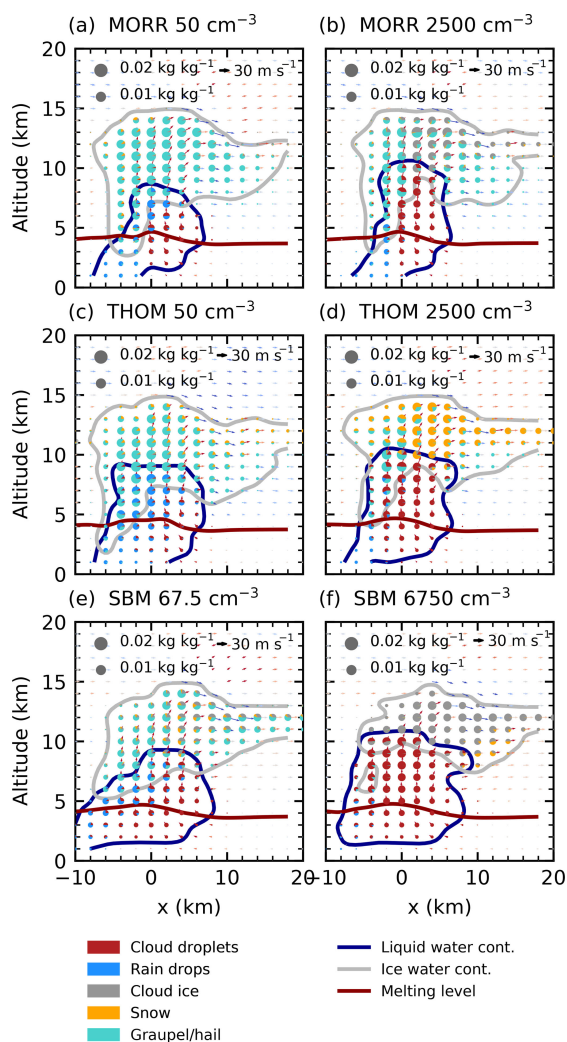 (a) MORR 50 cm⁻³
(b) MORR 2500 cm⁻³
20
15
10
5
0
Altitude (km)
0.02 kg kg⁻¹
30 m s⁻¹
0.01 kg kg⁻¹
0.02 kg kg⁻¹
30 m s⁻¹
0.01 kg kg⁻¹
(c) THOM 50 cm⁻³
(d) THOM 2500 cm⁻³
20
15
10
5
0
Altitude (km)
0.02 kg kg⁻¹
30 m s⁻¹
0.01 kg kg⁻¹
0.02 kg kg⁻¹
30 m s⁻¹
0.01 kg kg⁻¹
(e) SBM 67.5 cm⁻³
(f) SBM 6750 cm⁻³
20
15
10
5
0
Altitude (km)
0.02 kg kg⁻¹
30 m s⁻¹
0.01 kg kg⁻¹
0.02 kg kg⁻¹
30 m s⁻¹
0.01 kg kg⁻¹
−10 0 10 20
−10 0 10 20
x (km)
x (km)
Cloud droplets
Rain drops
Cloud ice
Snow
Graupel/hail
Liquid water cont.
Ice water cont.
Melting level